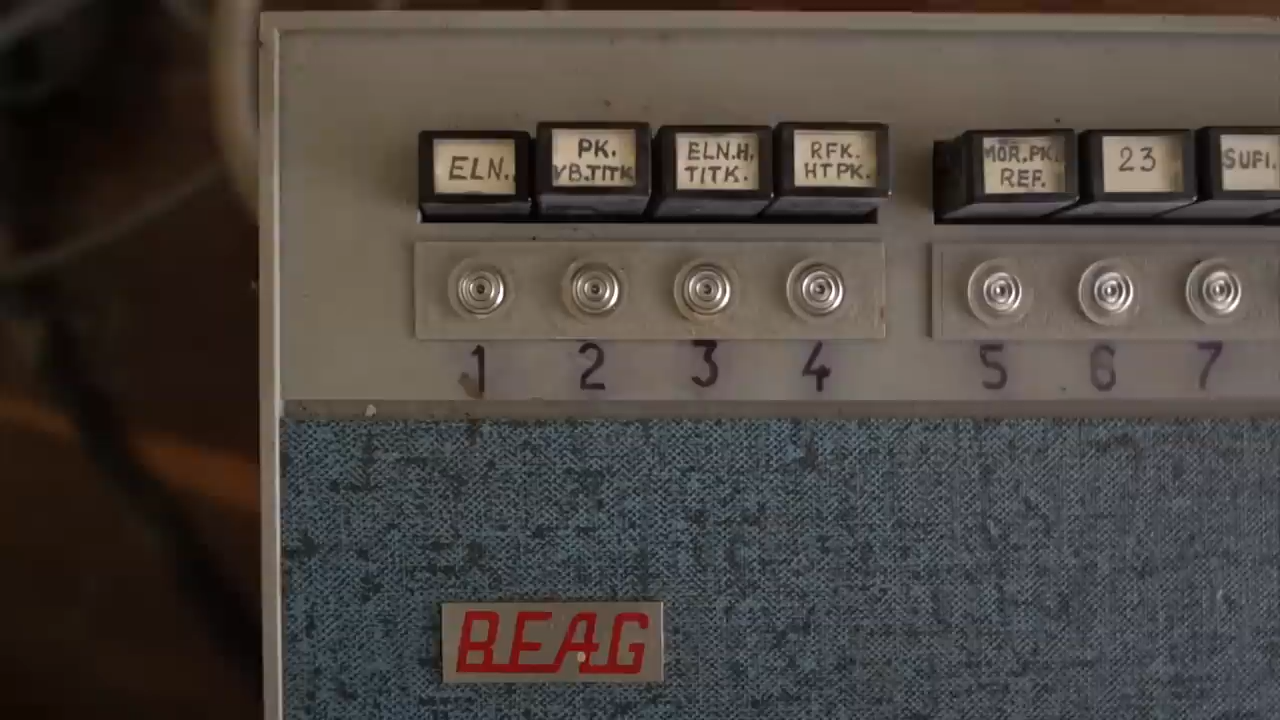 ELN.
PK.
VB.TITK
ELN.H.
TITK.
RFK.
HTPK.
MOR.PK.
REF.
23
SUFI.
1 2 3 4 5 6 7
BEAG